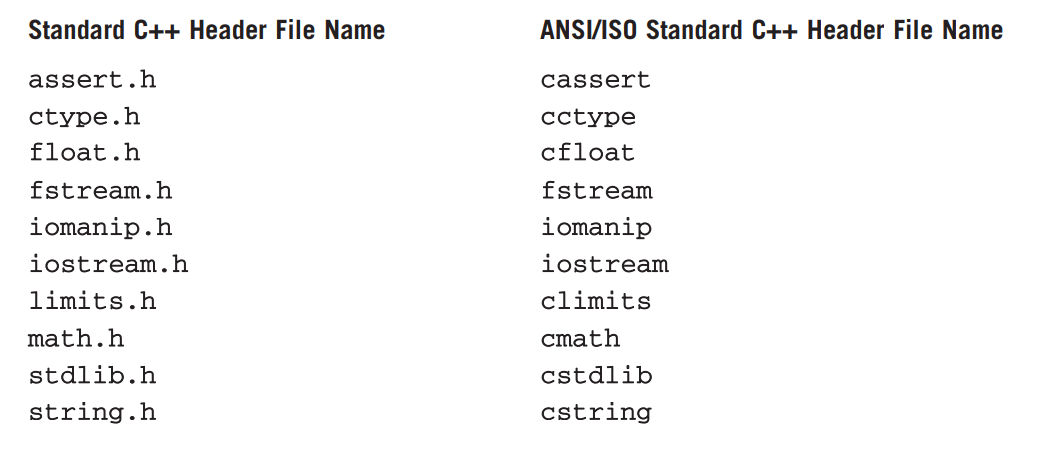 Standard C++ Header File Name ANSI/ISO Standard C++ Header File Name
assert.h cassert
ctype.h cctype
float.h cfloat
fstream.h fstream
iomanip.h iomanip
iostream.h iostream
limits.h climits
math.h cmath
stdlib.h cstdlib
string.h cstring